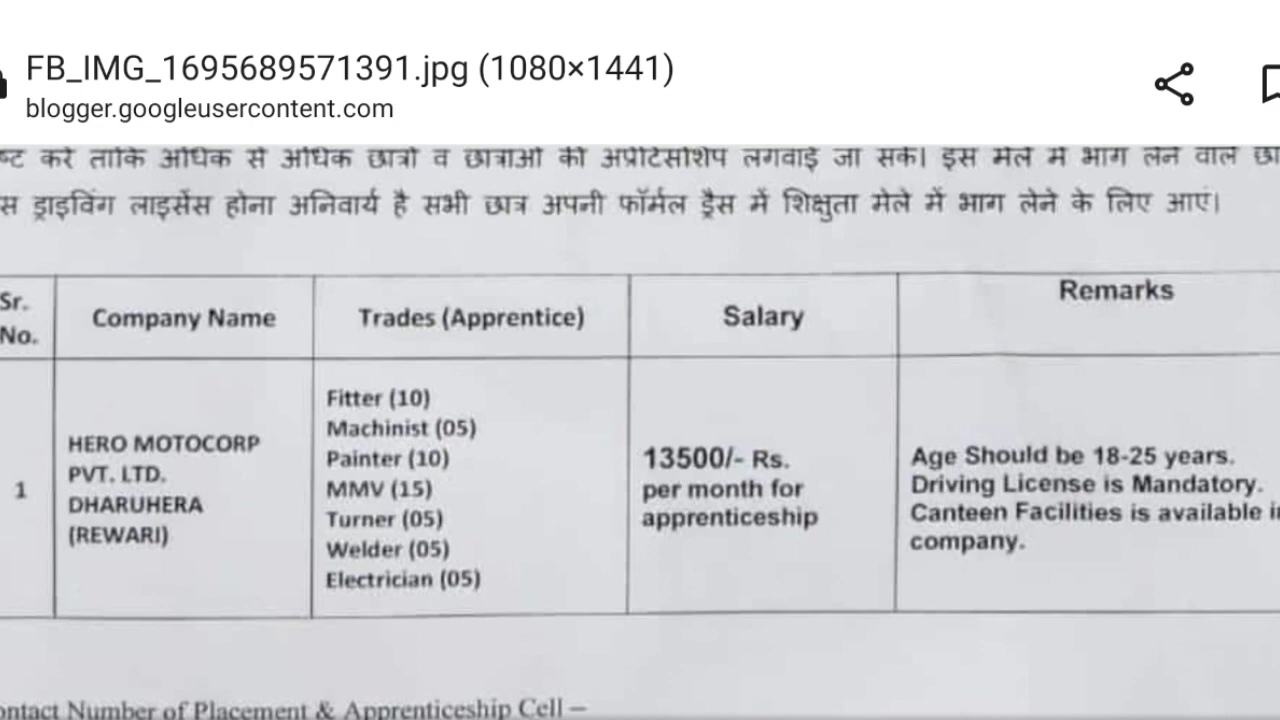 FB_IMG_1695689571391.jpg (1080×1441)
blogger.googleusercontent.com
करें ताकि अधिक से अधिक छात्रों व छात्राओं की अप्रेंटिसशिप लगवाई जा सके। इस मेले में भाग लेने वाले
ड्राइविंग लाइसेंस होना अनिवार्य है सभी छात्र अपनी फॉर्मल ड्रैस में शिक्षुता मेले में भाग लेने के लिए आएं।
Sr. No.
Company Name
Trades (Apprentice)
Salary
Remarks
1
HERO MOTOCORP
PVT. LTD.
DHARUHERA
(REWARI)
Fitter (10)
Machinist (05)
Painter (10)
MMV (15)
Turner (05)
Welder (05)
Electrician (05)
13500/- Rs.
per month for
apprenticeship
Age Should be 18-25 years.
Driving License is Mandatory.
Canteen Facilities is available
company.
Number of Placement & Apprenticeship Cell –